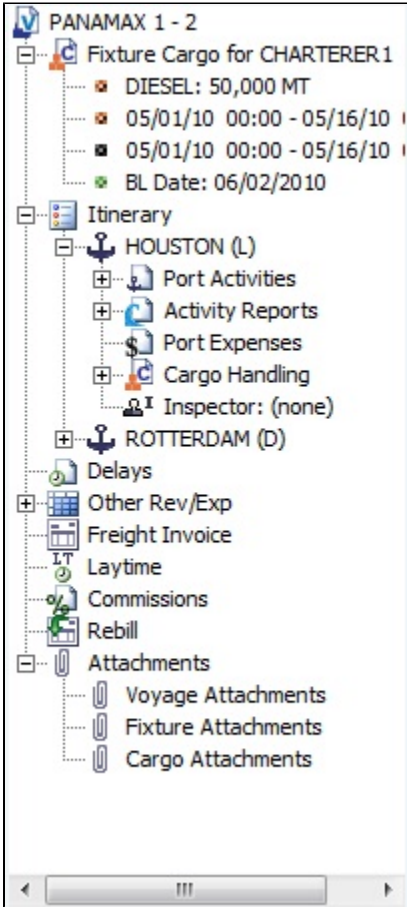 PANAMAX 1 - 2
Fixture Cargo for CHARTERER1
DIESEL: 50,000 MT
05/01/10 00:00 - 05/16/10
05/01/10 00:00 - 05/16/10
BL Date: 06/02/2010
Itinerary
HOUSTON (L)
Port Activities
Activity Reports
Port Expenses
Cargo Handling
Inspector: (none)
ROTTERDAM (D)
Delays
Other Rev/Exp
Freight Invoice
LT Laytime
Commissions
Rebill
Attachments
Voyage Attachments
Fixture Attachments
Cargo Attachments